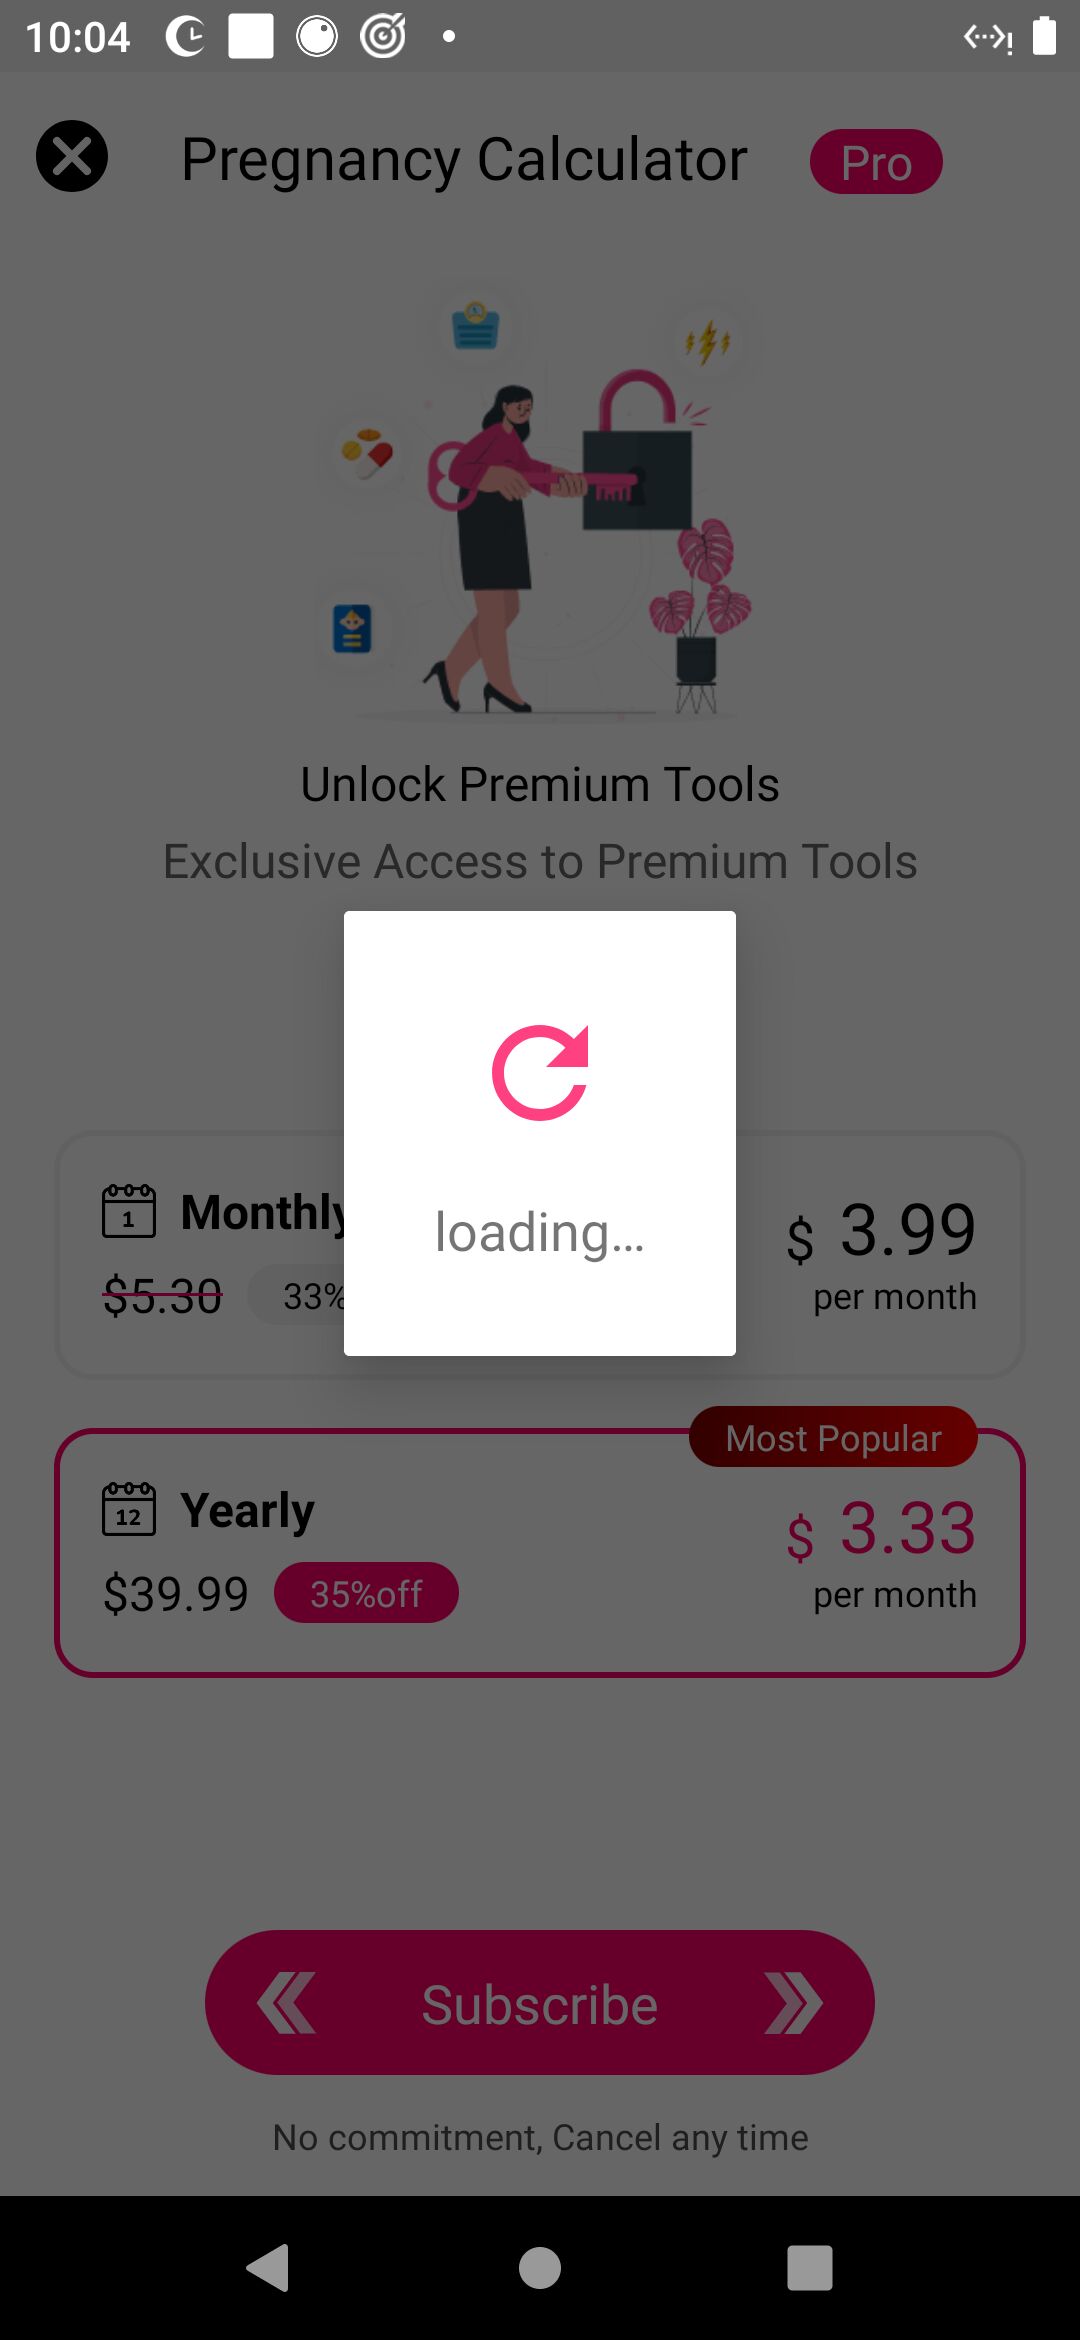 10:04
Pregnancy Calculator
Pro
Unlock Premium Tools
Exclusive Access to Premium Tools
loading...
1
Monthly
$ 3.99
$5.30
33%
per month
Most Popular
12
Yearly
$ 3.33
$39.99
35%off
per month
Subscribe
No commitment, Cancel any time